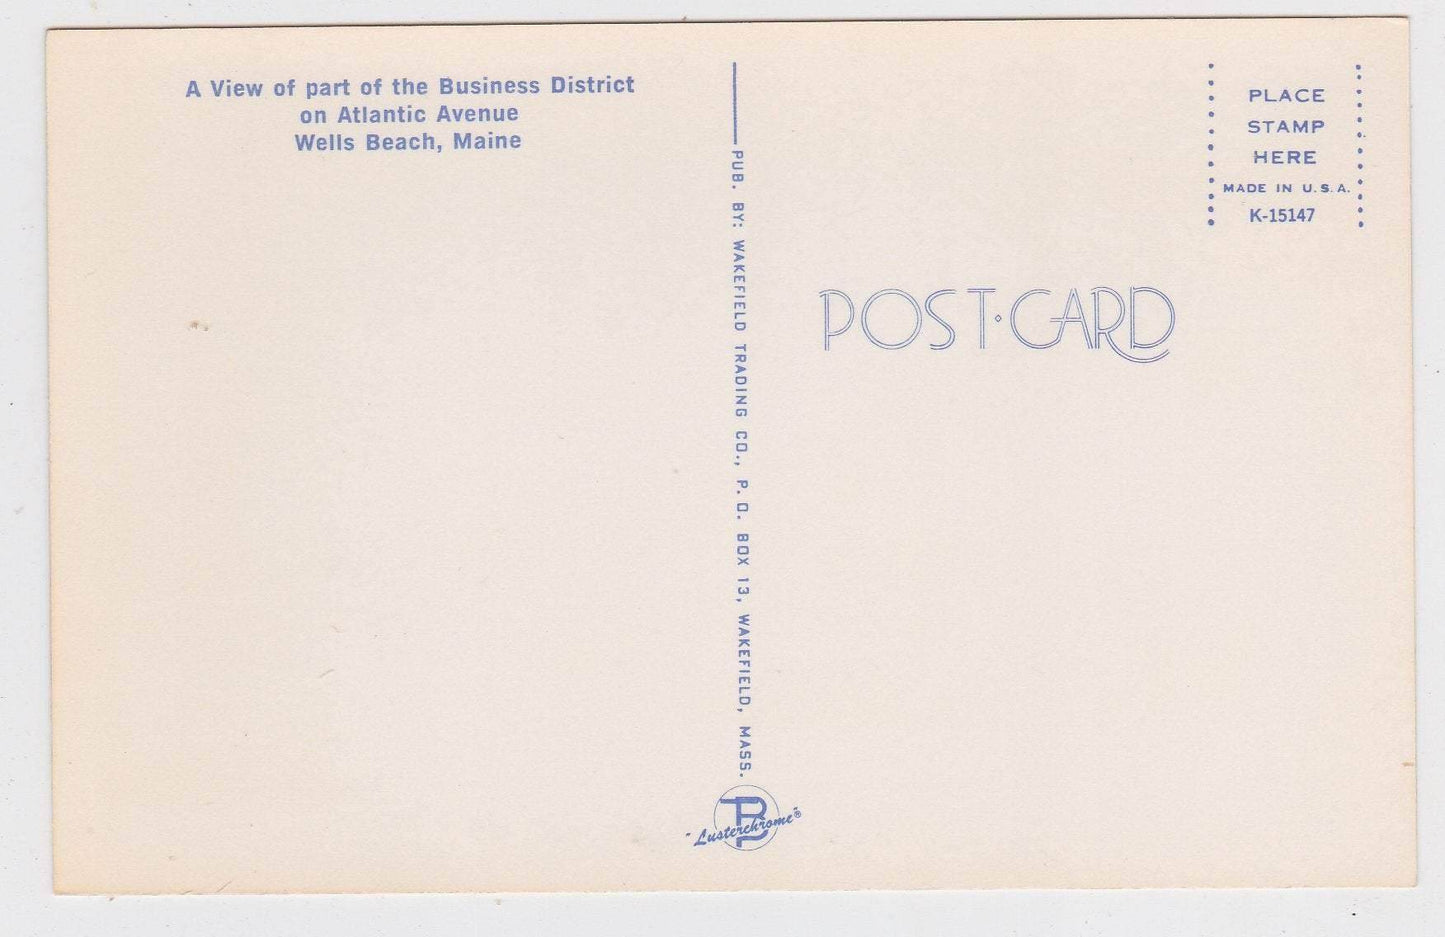 A View of part of the Business District
on Atlantic Avenue
Wells Beach, Maine
PUB. BY: WAKEFIELD TRADING CO., P. O. BOX 13, WAKEFIELD, MASS.
"Lusterchrome"®
PLACE
STAMP
HERE
MADE IN U.S.A.
K-15147
POST·CARD